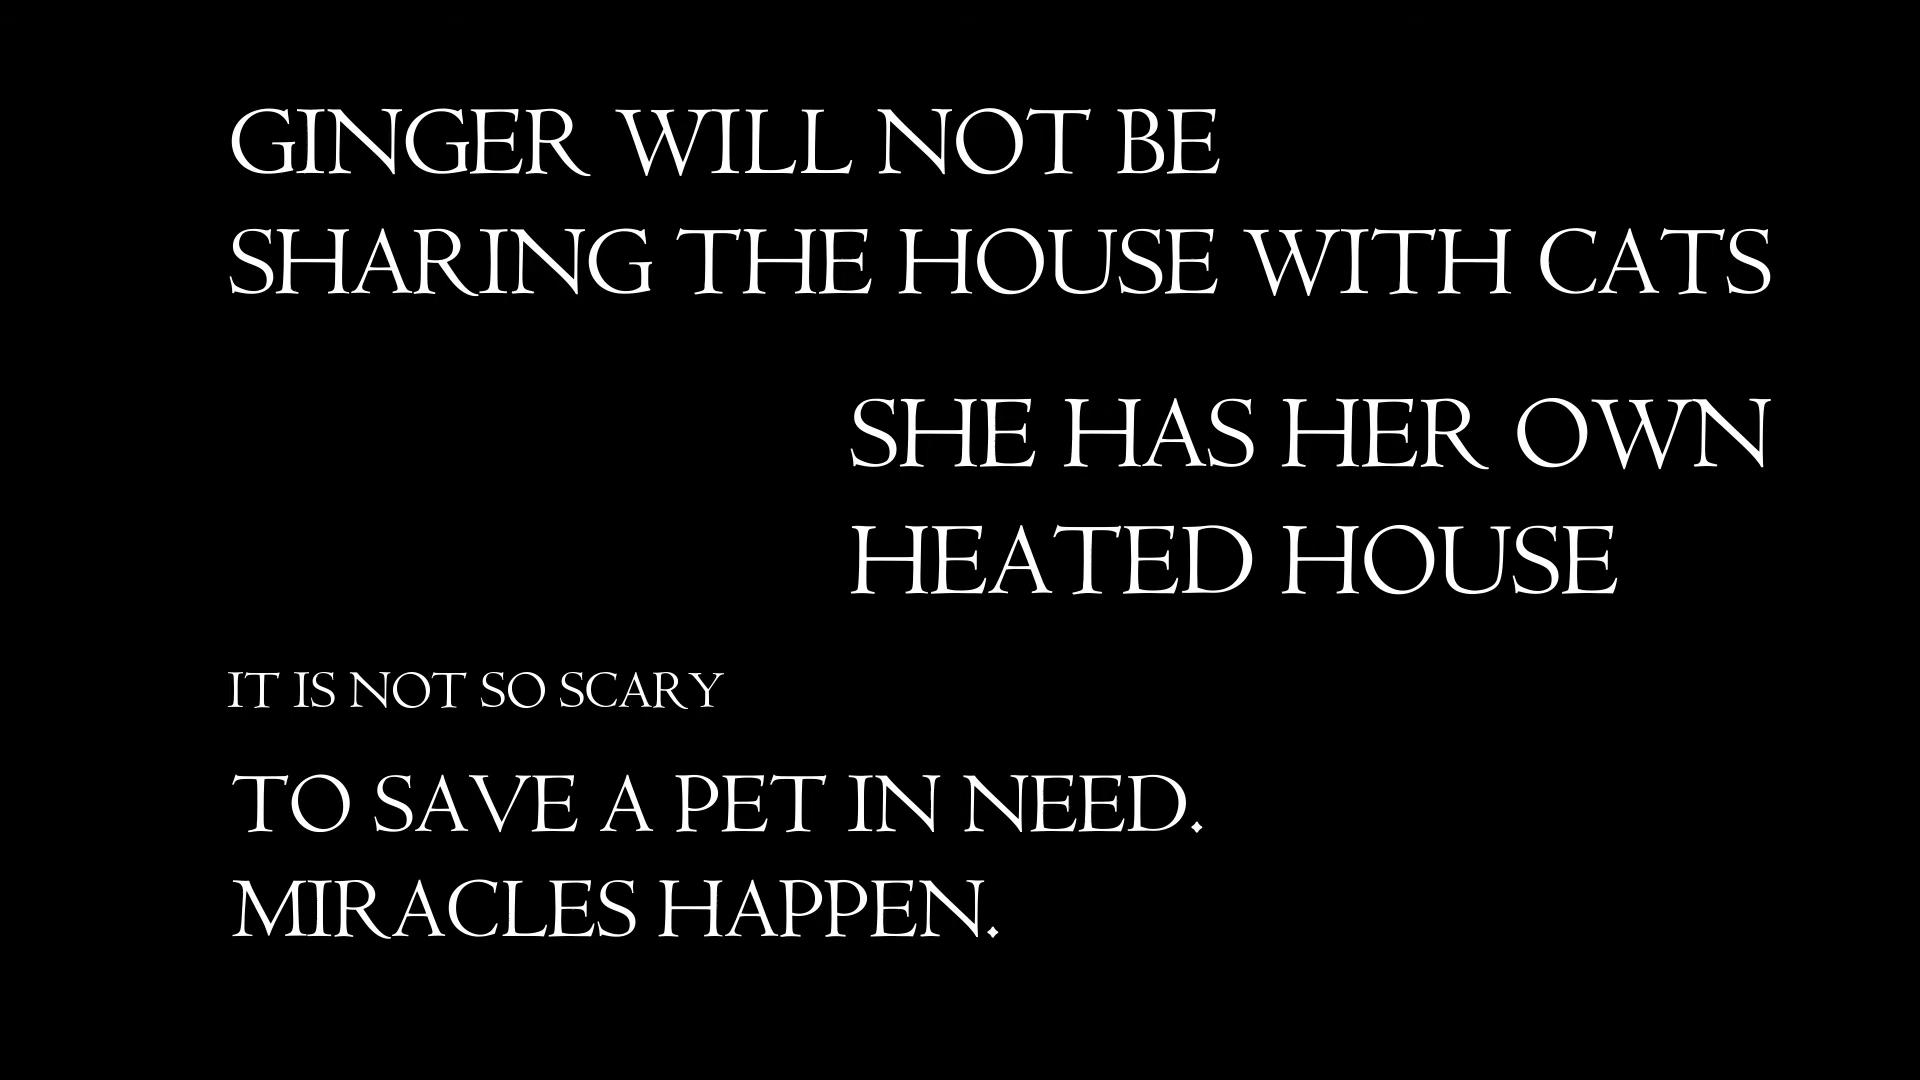 GINGER WILL NOT BE
SHARING THE HOUSE WITH CATS
SHE HAS HER OWN
HEATED HOUSE
IT IS NOT SO SCARY
TO SAVE A PET IN NEED.
MIRACLES HAPPEN.